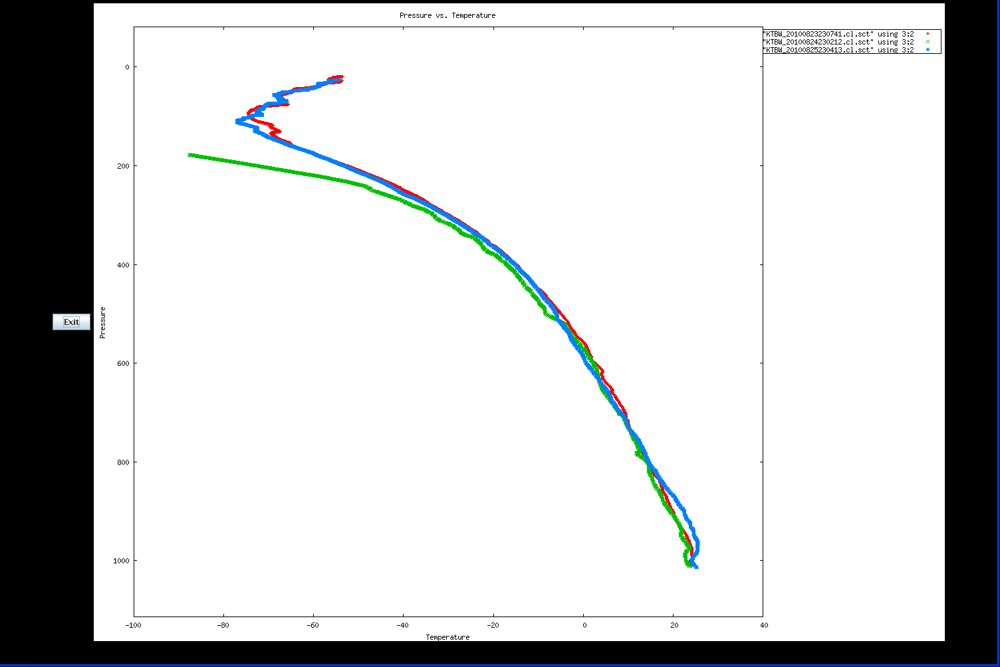 Pressure vs. Temperature
"KTBW_20100823230741.cl.sct" using 3:2
"KTBW_20100824230212.cl.sct" using 3:2
"KTBW_20100825230413.cl.sct" using 3:2
0
200
400
Exit
Pressure
600
800
1000
-100 -80 -60 -40 -20 0 20 40
Temperature